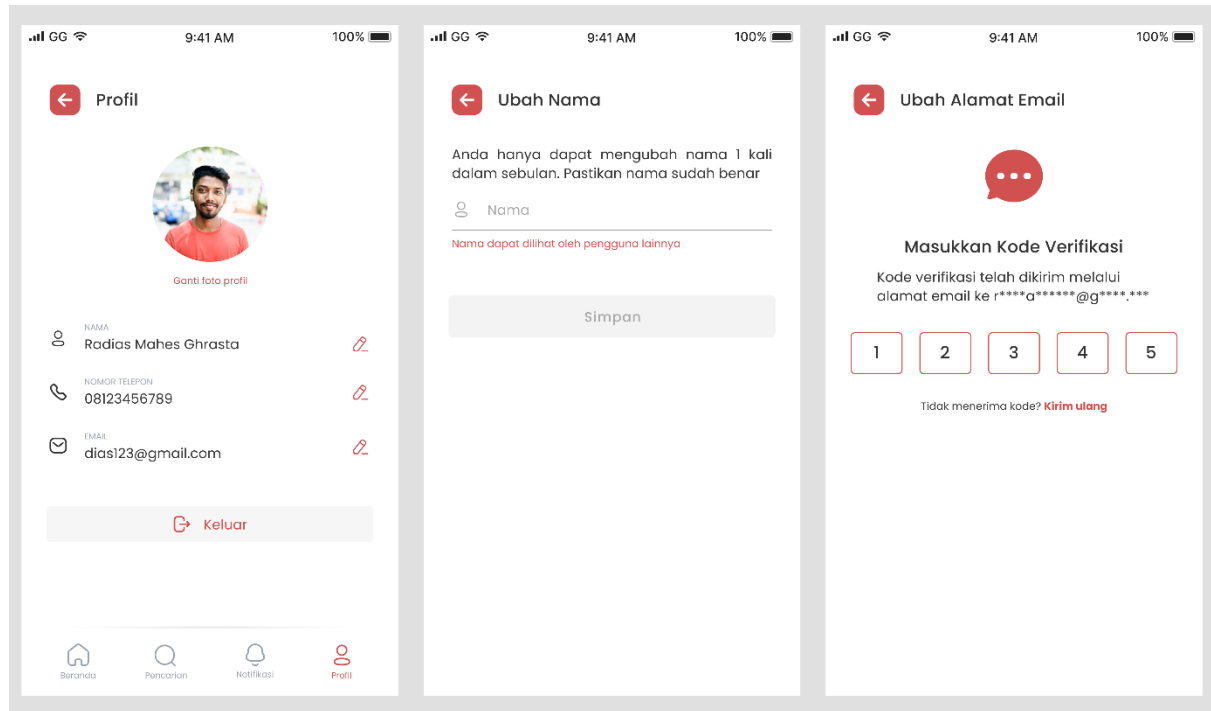 GG 9:41 AM 100%
Profil
Ganti foto profil
NAMA
Radias Mahes Ghrasta
NOMOR TELEPON
08123456789
EMAIL
dias123@gmail.com
Keluar
Beranda Pencarian Notifikasi Profil
GG 9:41 AM 100%
Ubah Nama
Anda hanya dapat mengubah nama 1 kali
dalam sebulan. Pastikan nama sudah benar
Nama
Nama dapat dilihat oleh pengguna lainnya
Simpan
GG 9:41 AM 100%
Ubah Alamat Email
Masukkan Kode Verifikasi
Kode verifikasi telah dikirim melalui
alamat email ke r****a******@g****.***
1 2 3 4 5
Tidak menerima kode? Kirim ulang